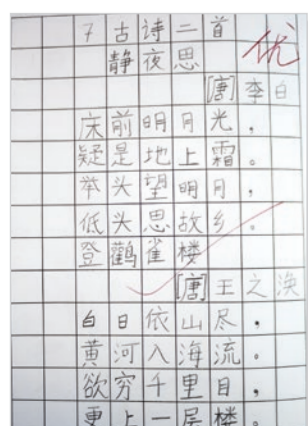 7 古诗二首
优
静夜思
[唐] 李白
床前明月光，
疑是地上霜。
举头望明月，
低头思故乡。
登鹳雀楼
[唐] 王之涣
白日依山尽，
黄河入海流。
欲穷千里目，
更上一层楼。